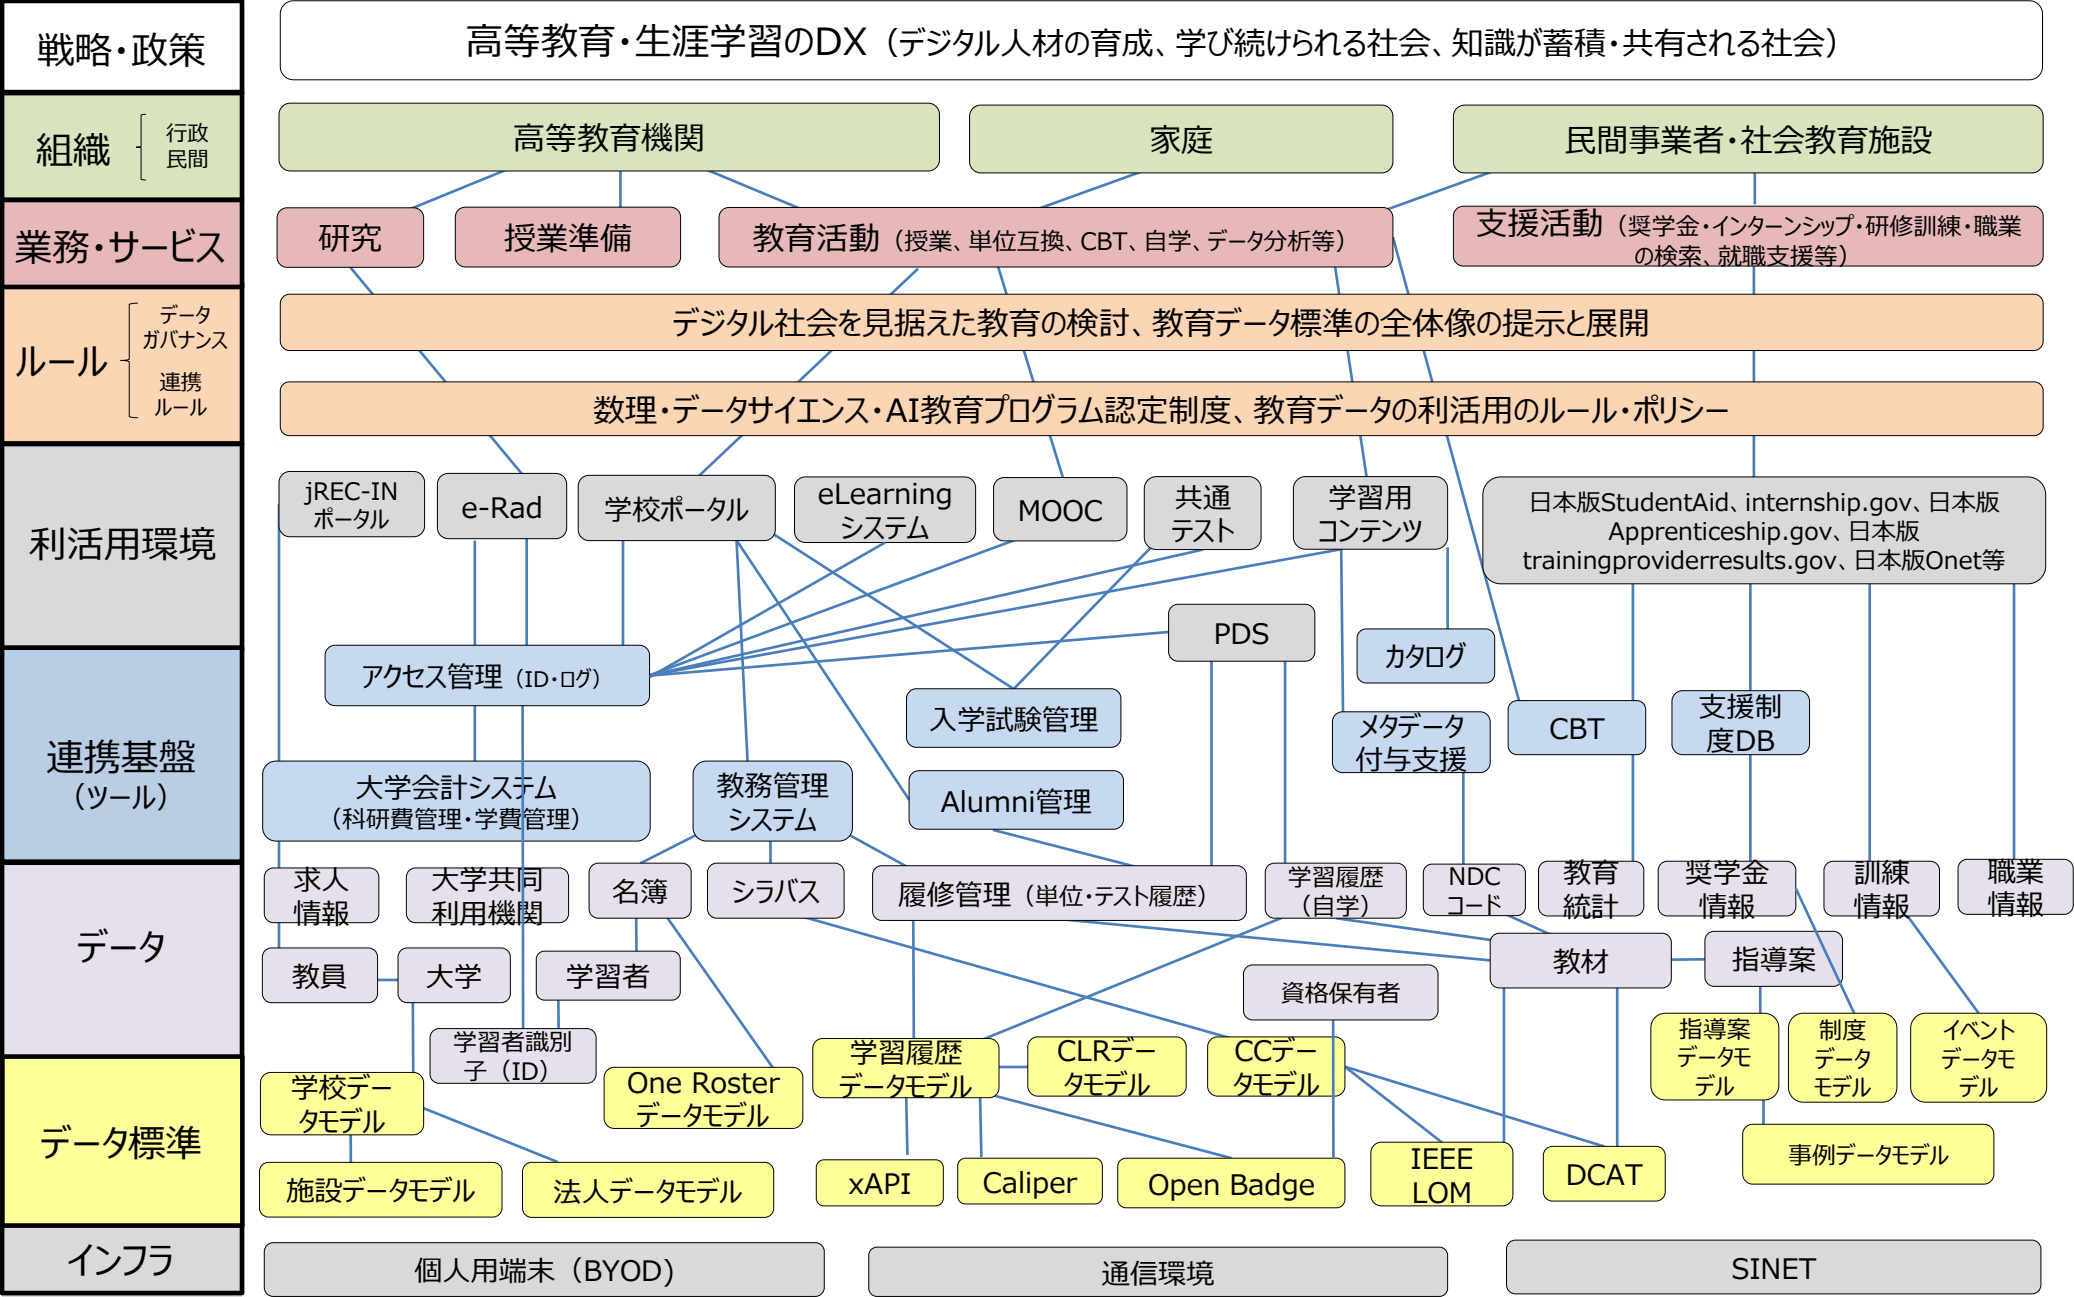 戦略・政策
高等教育・生涯学習のDX（デジタル人材の育成、学び続けられる社会、知識が蓄積・共有される社会）
組織
行政
民間
高等教育機関
家庭
民間事業者・社会教育施設
業務・サービス
研究
授業準備
教育活動（授業、単位互換、CBT、自学、データ分析等）
支援活動（奨学金・インターンシップ・研修訓練・職業
の検索、就職支援等）
ルール
データ
ガバナンス
連携
ルール
デジタル社会を見据えた教育の検討、教育データ標準の全体像の提示と展開
数理・データサイエンス・AI教育プログラム認定制度、教育データの利活用のルール・ポリシー
利活用環境
jREC-IN
ポータル
e-Rad
学校ポータル
eLearning
システム
MOOC
共通
テスト
学習用
コンテンツ
日本版StudentAid、internship.gov、日本版
Apprenticeship.gov、日本版
trainingproviderresults.gov、日本版Onet等
PDS
連携基盤
（ツール）
アクセス管理（ID・ログ）
カタログ
入学試験管理
メタデータ
付与支援
CBT
支援制
度DB
大学会計システム
（科研費管理・学費管理）
教務管理
システム
Alumni管理
データ
求人
情報
大学共同
利用機関
名簿
シラバス
履修管理（単位・テスト履歴）
学習履歴
（自学）
NDC
コード
教育
統計
奨学金
情報
訓練
情報
職業
情報
教員
大学
学習者
資格保有者
教材
指導案
学習者識別
子（ID）
データ標準
学校デー
タモデル
One Roster
データモデル
学習履歴
データモデル
CLRデー
タモデル
CCデー
タモデル
指導案
データモ
デル
制度
データ
モデル
イベント
データモ
デル
施設データモデル
法人データモデル
xAPI
Caliper
Open Badge
IEEE
LOM
DCAT
事例データモデル
インフラ
個人用端末（BYOD)
通信環境
SINET